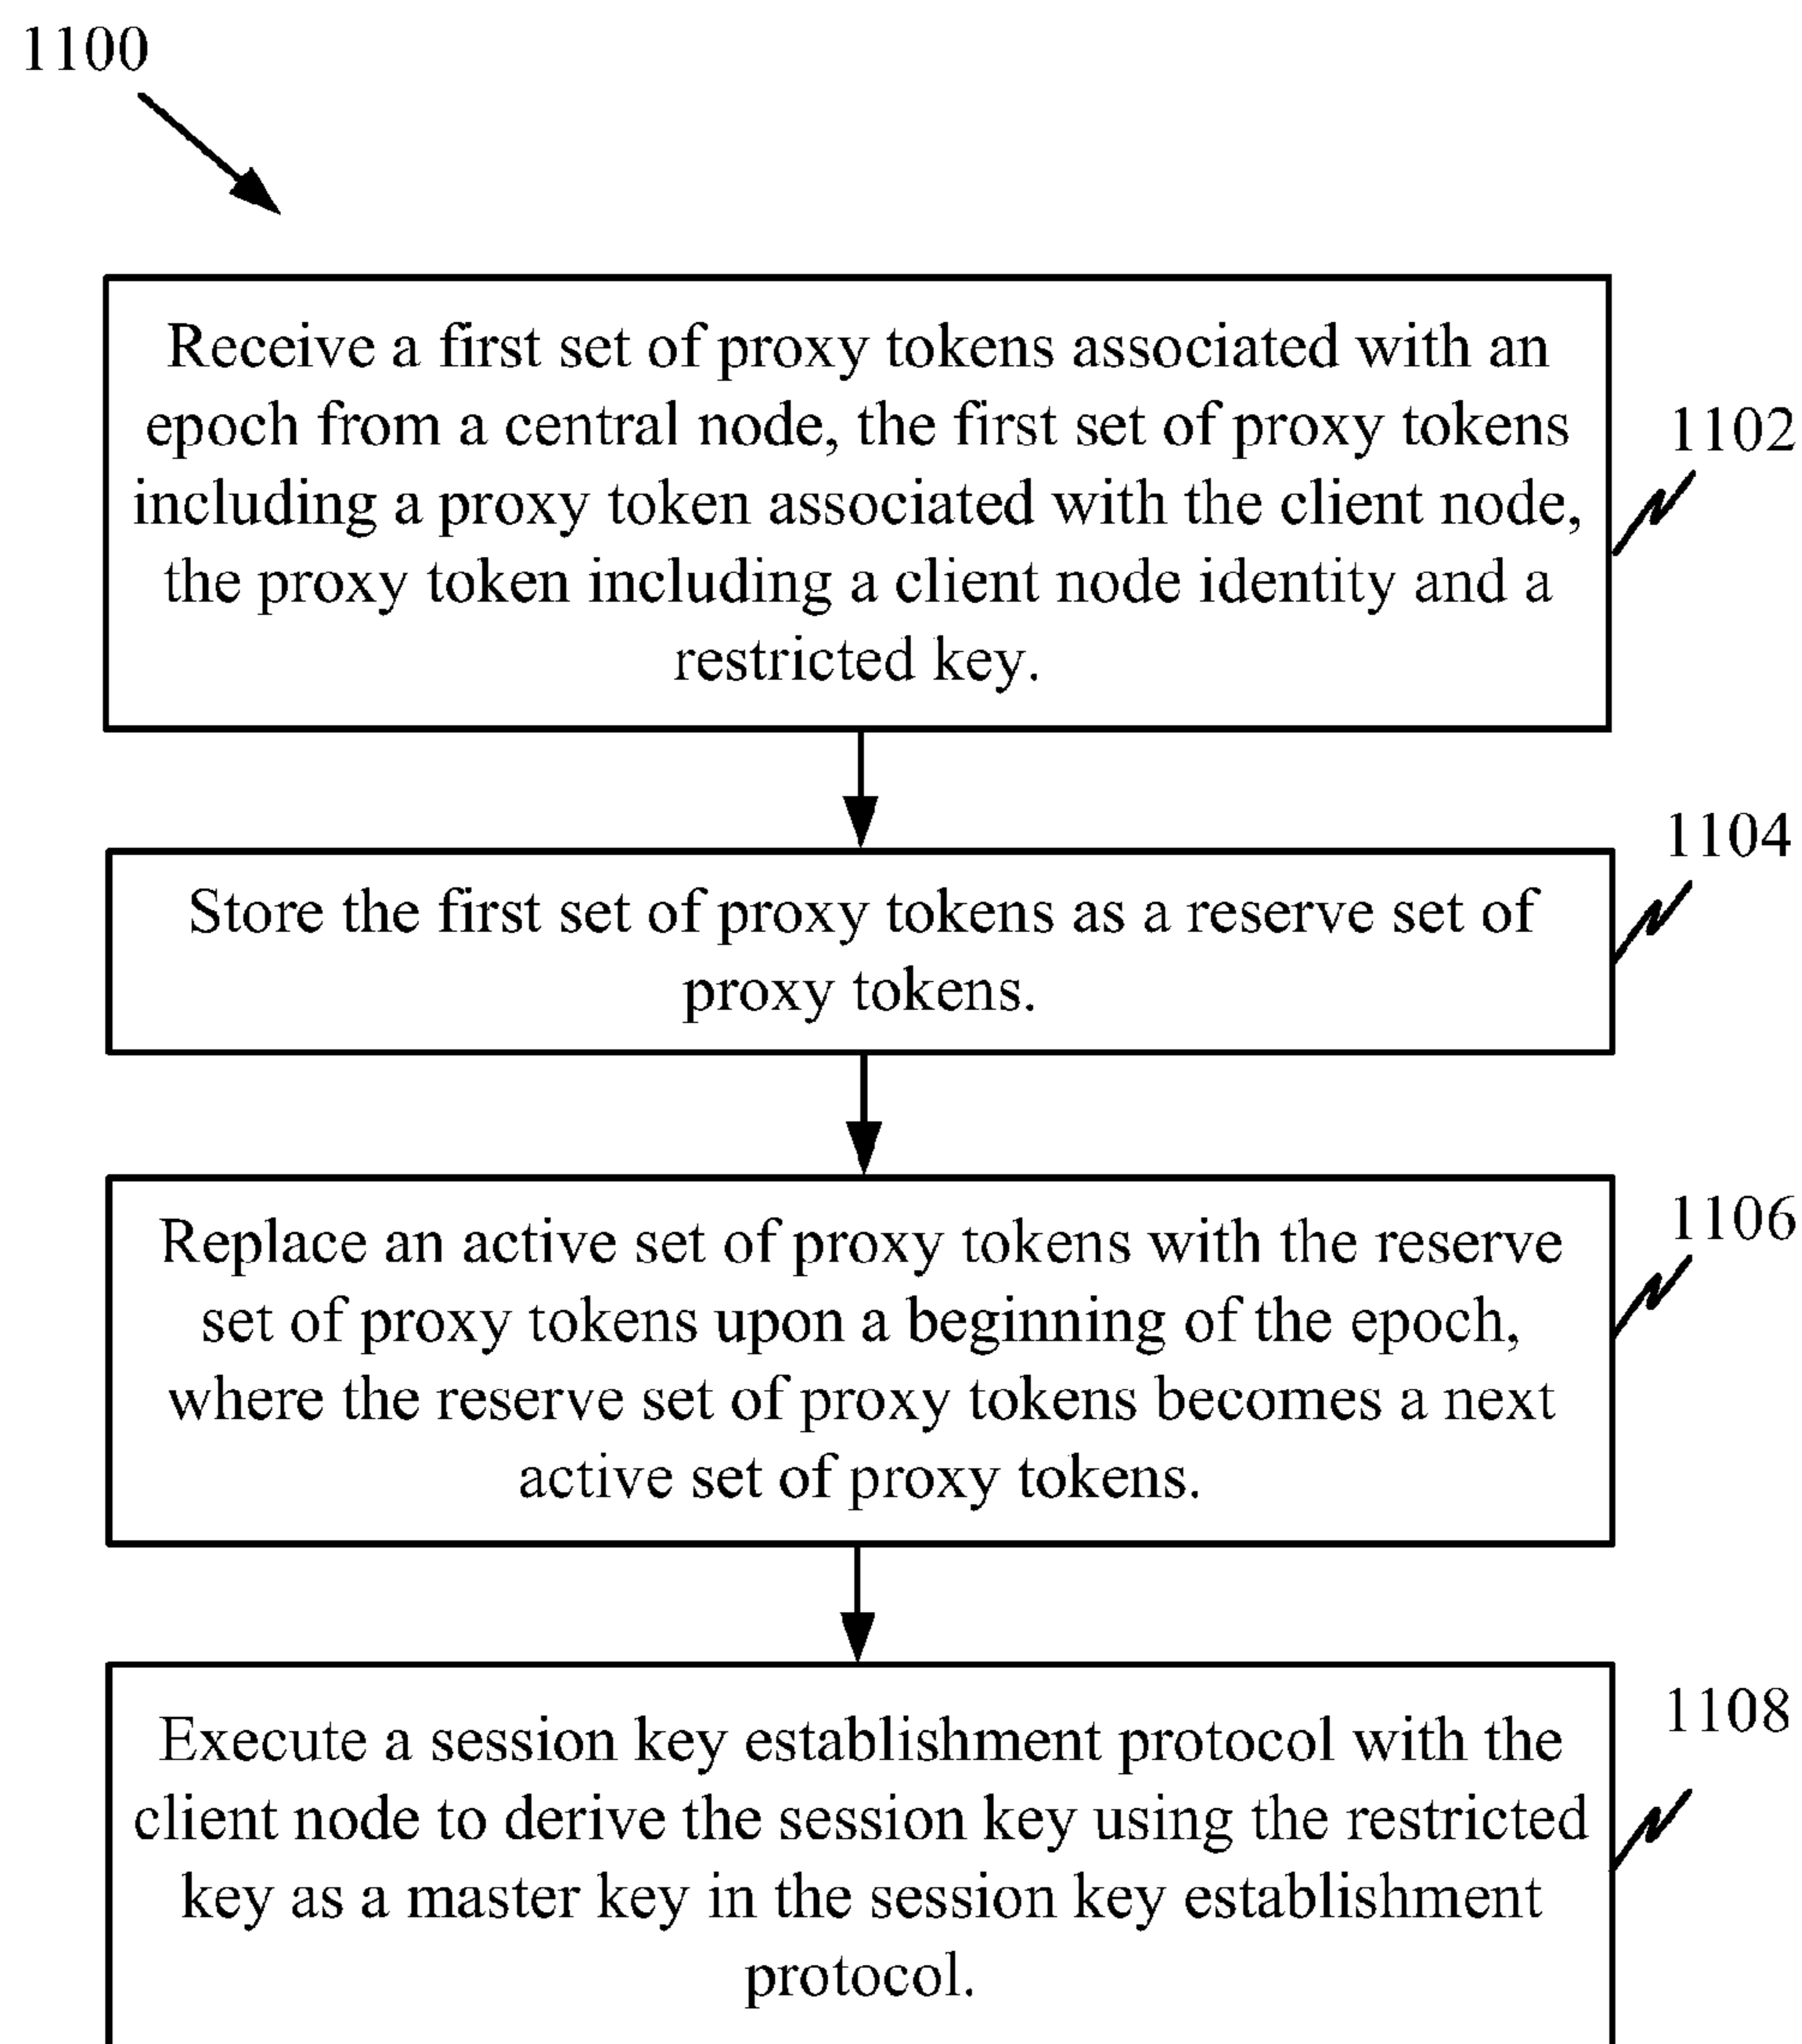 1100
Receive a first set of proxy tokens associated with an
epoch from a central node, the first set of proxy tokens
including a proxy token associated with the client node,
the proxy token including a client node identity and a
restricted key.
1102
Store the first set of proxy tokens as a reserve set of
proxy tokens.
1104
Replace an active set of proxy tokens with the reserve
set of proxy tokens upon a beginning of the epoch,
where the reserve set of proxy tokens becomes a next
active set of proxy tokens.
1106
Execute a session key establishment protocol with the
client node to derive the session key using the restricted
key as a master key in the session key establishment
protocol.
1108